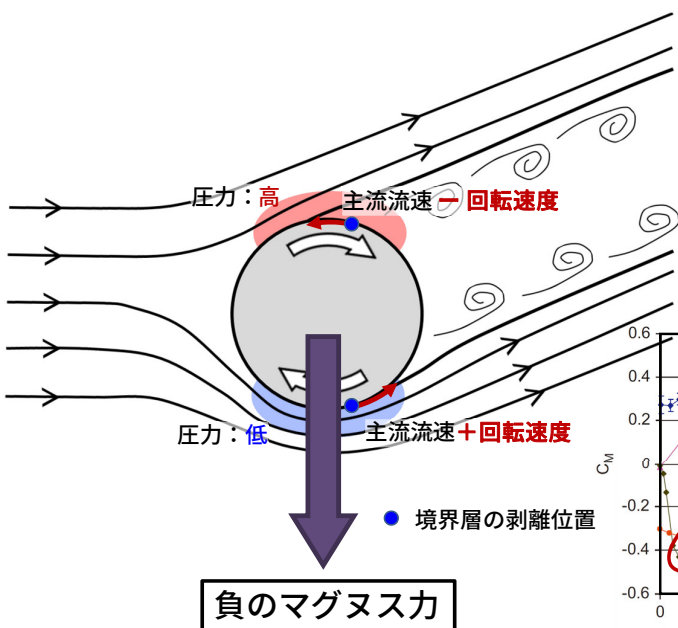 圧力：高
主流流速ー回転速度
圧力：低
主流流速＋回転速度
境界層の剥離位置
負のマグヌス力
0.6
0.4
0.2
0
-0.2
-0.4
-0.6
C_M
0